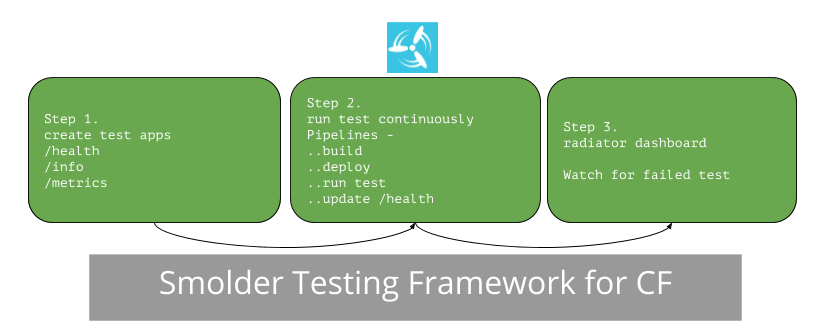 Step 1.
create test apps
/health
/info
/metrics
Step 2.
run test continuously
Pipelines -
..build
..deploy
..run test
..update /health
Step 3.
radiator dashboard
Watch for failed test
Smolder Testing Framework for CF